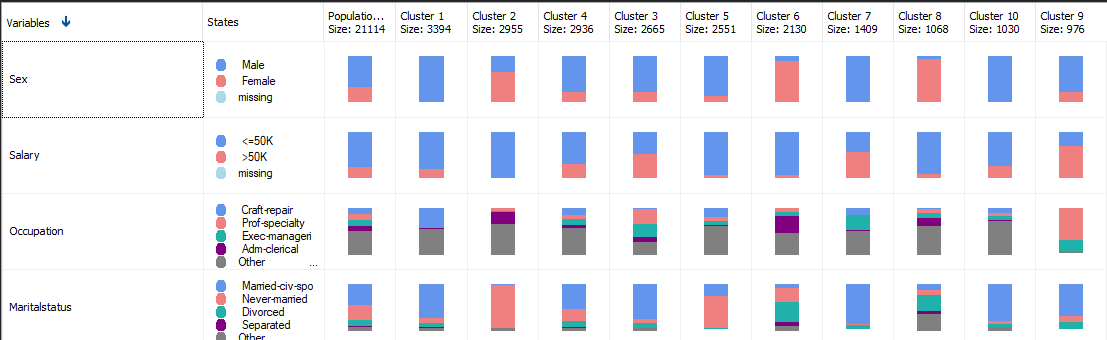 Variables
States
Populatio...
Size: 21114
Cluster 1
Size: 3394
Cluster 2
Size: 2955
Cluster 4
Size: 2936
Cluster 3
Size: 2665
Cluster 5
Size: 2551
Cluster 6
Size: 2130
Cluster 7
Size: 1409
Cluster 8
Size: 1068
Cluster 10
Size: 1030
Cluster 9
Size: 976
Sex
Male
Female
missing
Salary
<=50K
>50K
missing
Occupation
Craft-repair
Prof-specialty
Exec-manageri
Adm-clerical
Other ...
Maritalstatus
Married-civ-spo
Never-married
Divorced
Separated
Other